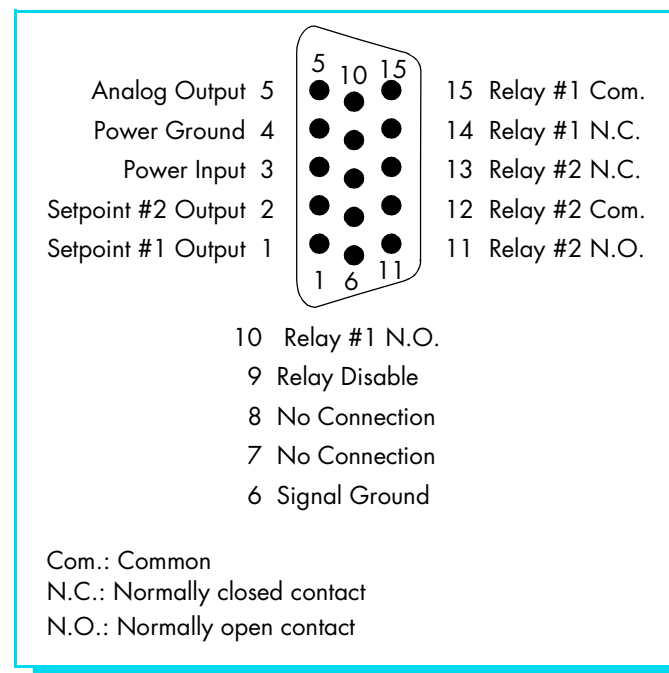 5 10 15
Analog Output 5
Power Ground 4
Power Input 3
Setpoint #2 Output 2
Setpoint #1 Output 1
15 Relay #1 Com.
14 Relay #1 N.C.
13 Relay #2 N.C.
12 Relay #2 Com.
11 Relay #2 N.O.
1 6 11
10 Relay #1 N.O.
9 Relay Disable
8 No Connection
7 No Connection
6 Signal Ground
Com.: Common
N.C.: Normally closed contact
N.O.: Normally open contact